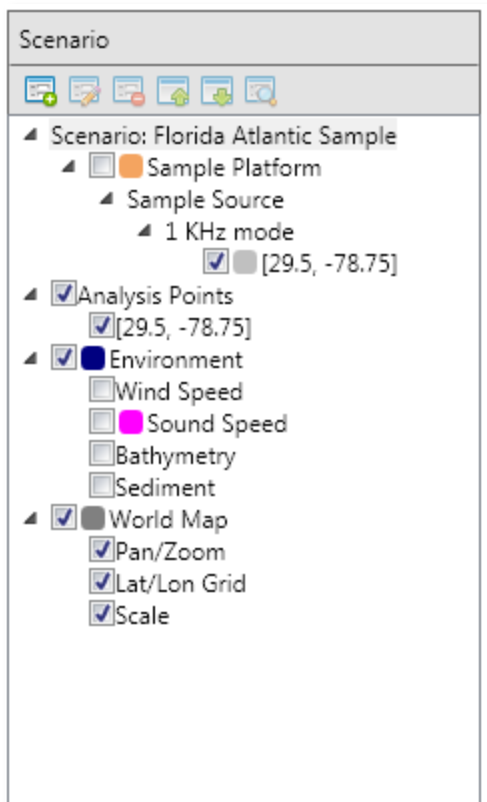 Scenario
Scenario: Florida Atlantic Sample
Sample Platform
Sample Source
1 KHz mode
[29.5, -78.75]
Analysis Points
[29.5, -78.75]
Environment
Wind Speed
Sound Speed
Bathymetry
Sediment
World Map
Pan/Zoom
Lat/Lon Grid
Scale